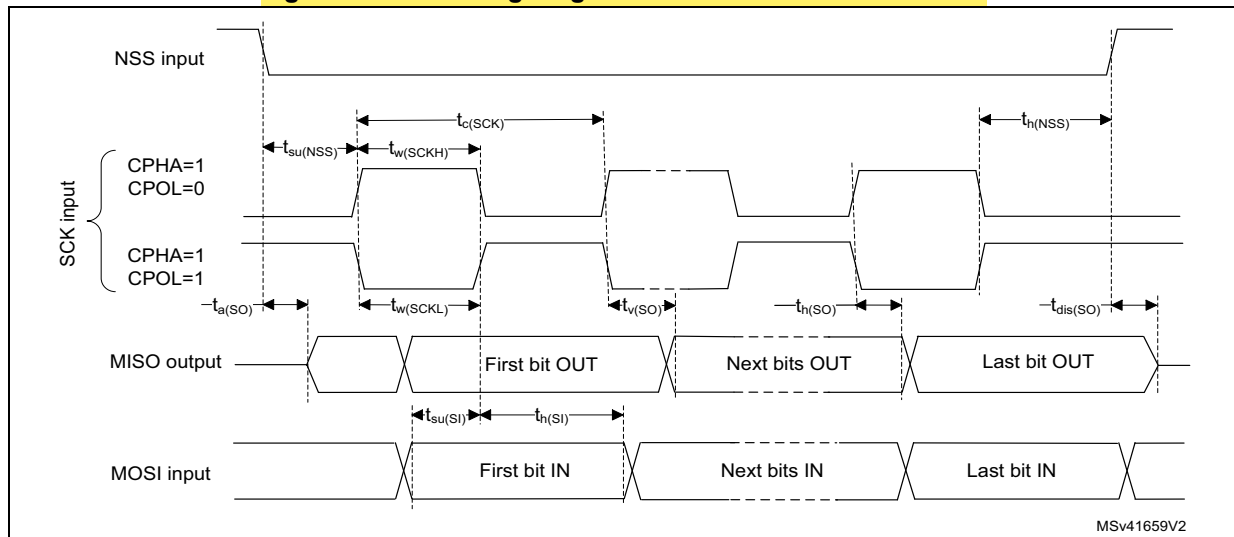 NSS input
tc(SCK)
th(NSS)
tsu(NSS)
tw(SCKH)
CPHA=1
CPOL=0
SCK input
CPHA=1
CPOL=1
ta(SO)
tw(SCKL)
tv(SO)
th(SO)
tdis(SO)
MISO output
First bit OUT
Next bits OUT
Last bit OUT
tsu(SI)
th(SI)
MOSI input
First bit IN
Next bits IN
Last bit IN
MSv41659V2